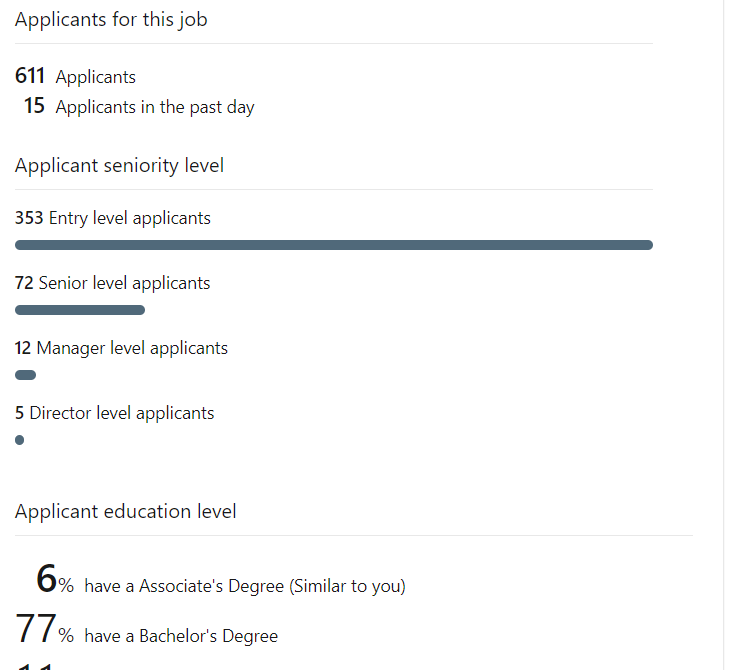 Applicants for this job
611 Applicants
15 Applicants in the past day
Applicant seniority level
353 Entry level applicants
72 Senior level applicants
12 Manager level applicants
5 Director level applicants
Applicant education level
6% have a Associate's Degree (Similar to you)
77% have a Bachelor's Degree